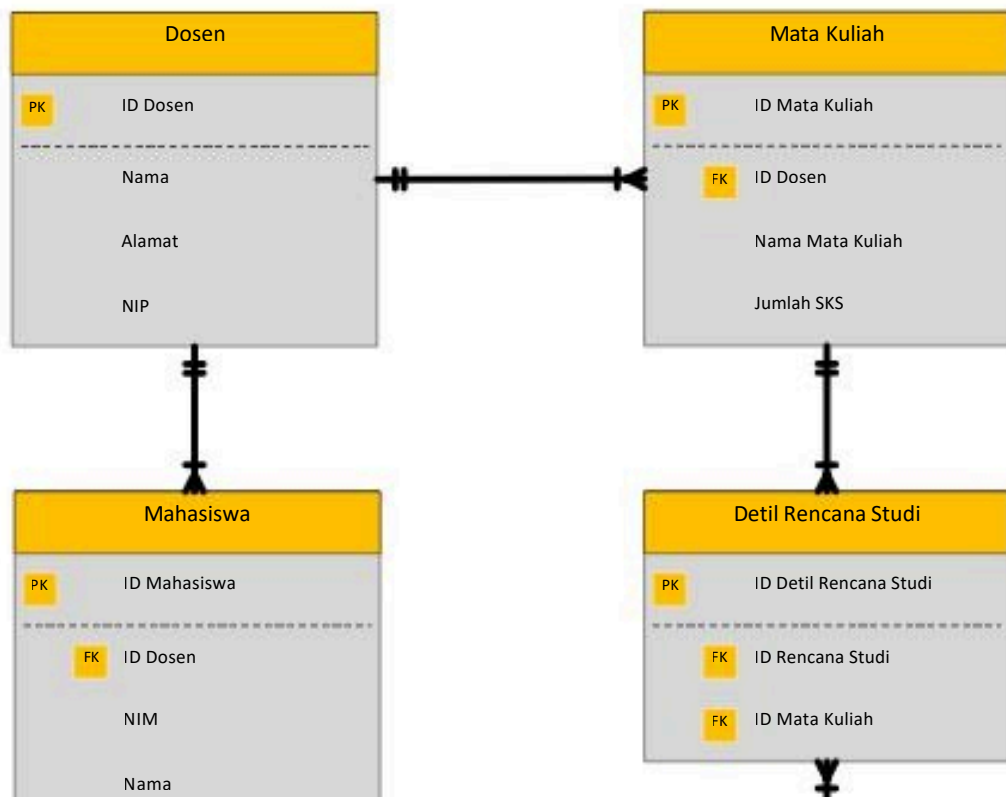 Dosen
PK ID Dosen
Nama
Alamat
NIP
Mata Kuliah
PK ID Mata Kuliah
FK ID Dosen
Nama Mata Kuliah
Jumlah SKS
Mahasiswa
PK ID Mahasiswa
FK ID Dosen
NIM
Nama
Detil Rencana Studi
PK ID Detil Rencana Studi
FK ID Rencana Studi
FK ID Mata Kuliah